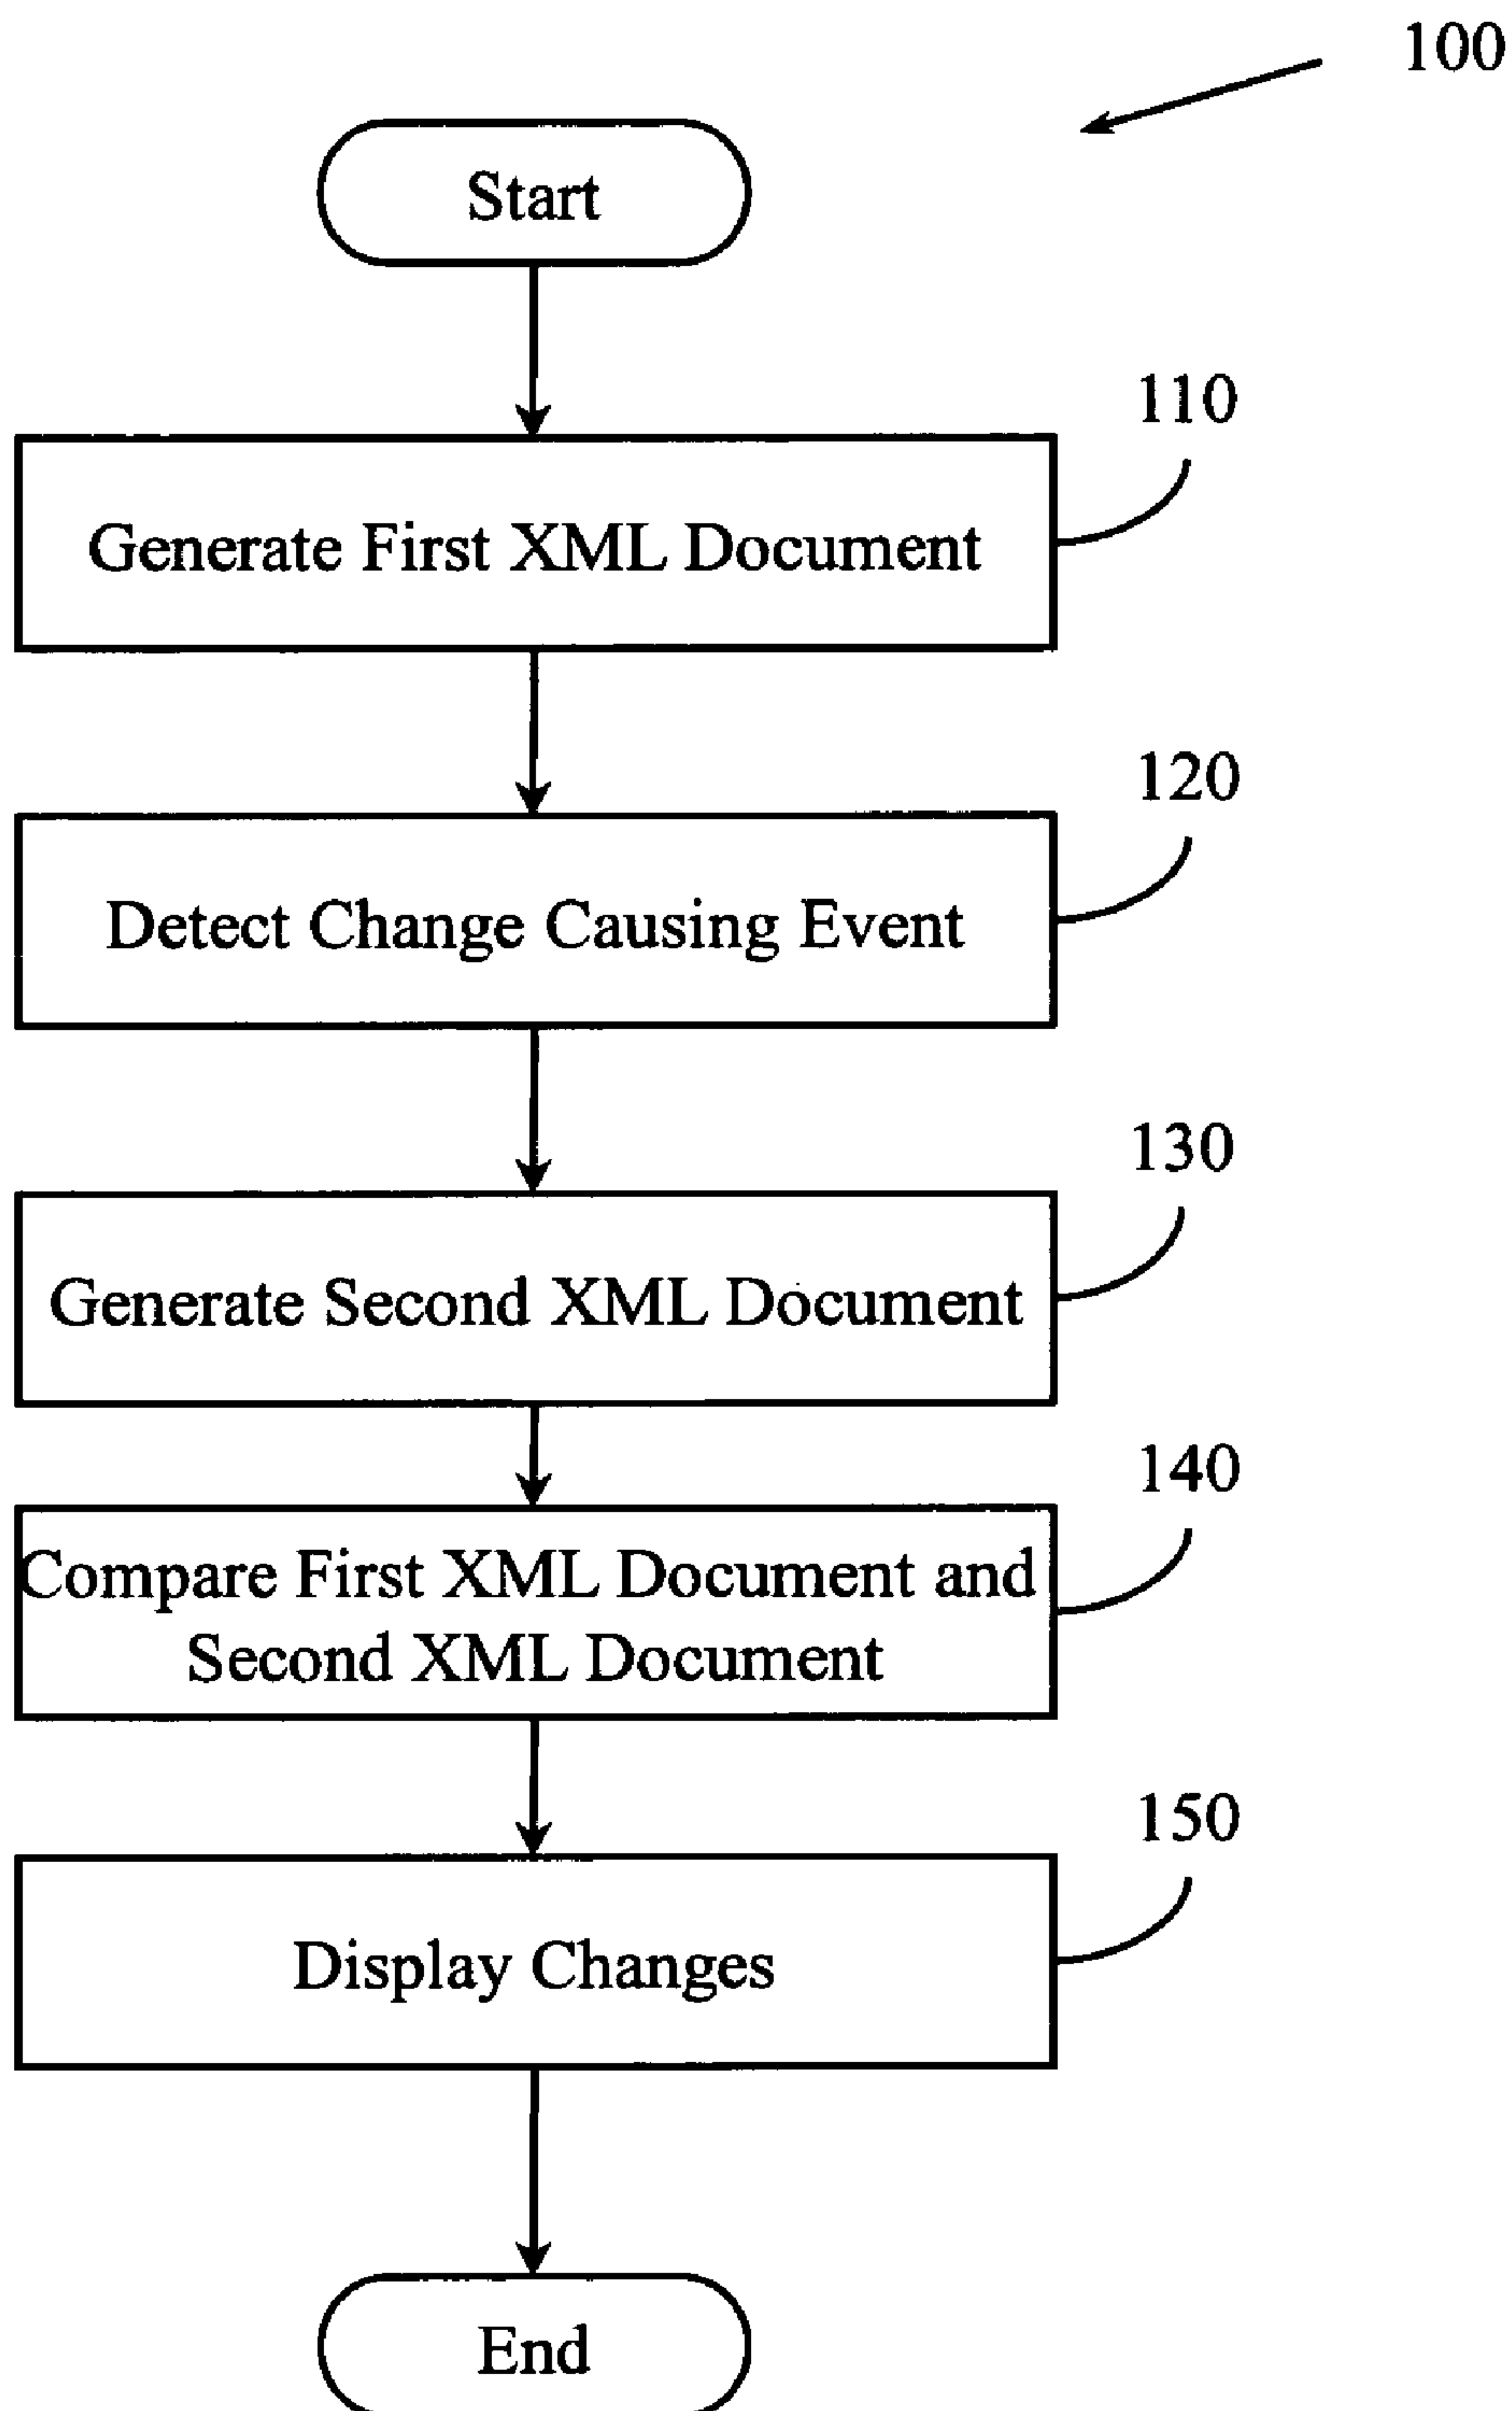 100
Start
110
Generate First XML Document
120
Detect Change Causing Event
130
Generate Second XML Document
140
Compare First XML Document and
Second XML Document
150
Display Changes
End